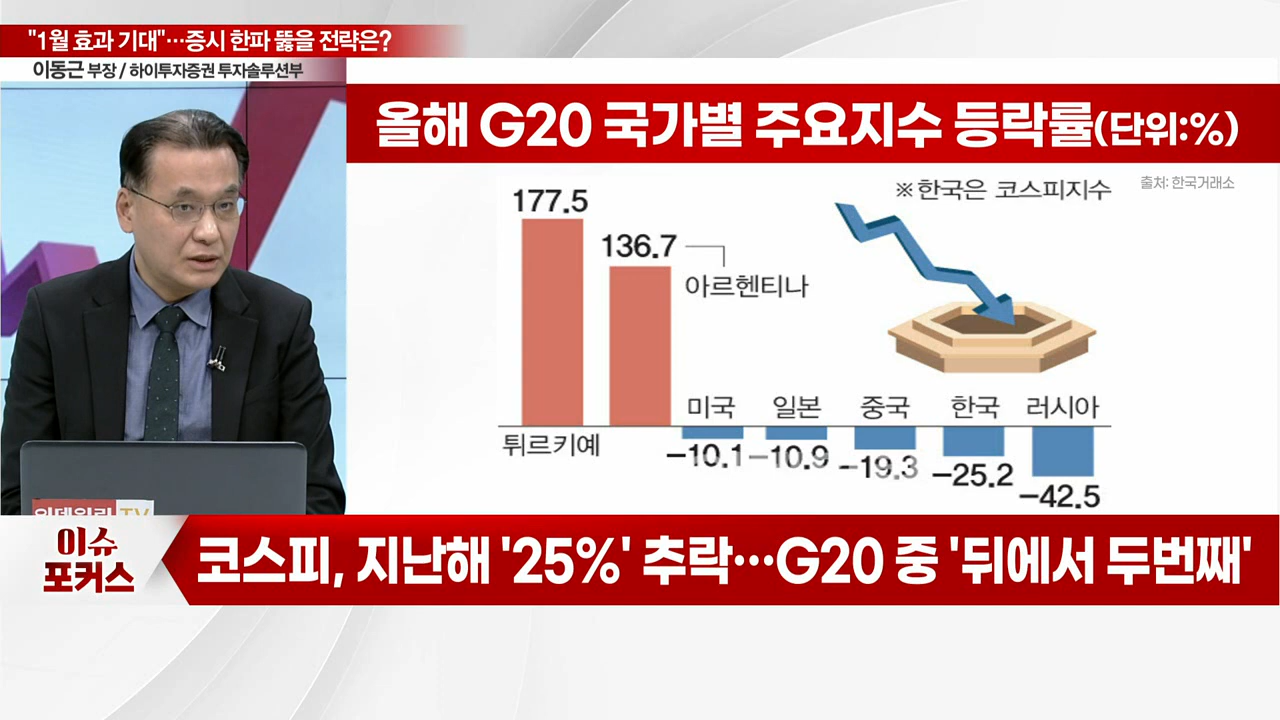 "1월 효과 기대"…증시 한파 뚫을 전략은?
이동근 부장 / 하이투자증권 투자솔루션부
올해 G20 국가별 주요지수 등락률(단위:%)
출처: 한국거래소
※한국은 코스피지수
177.5
136.7
아르헨티나
미국 일본 중국 한국 러시아
튀르키예
-10.1 -10.9 -19.3 -25.2 -42.5
이데일리 TV
이슈
포커스
코스피, 지난해 '25%' 추락…G20 중 '뒤에서 두번째'